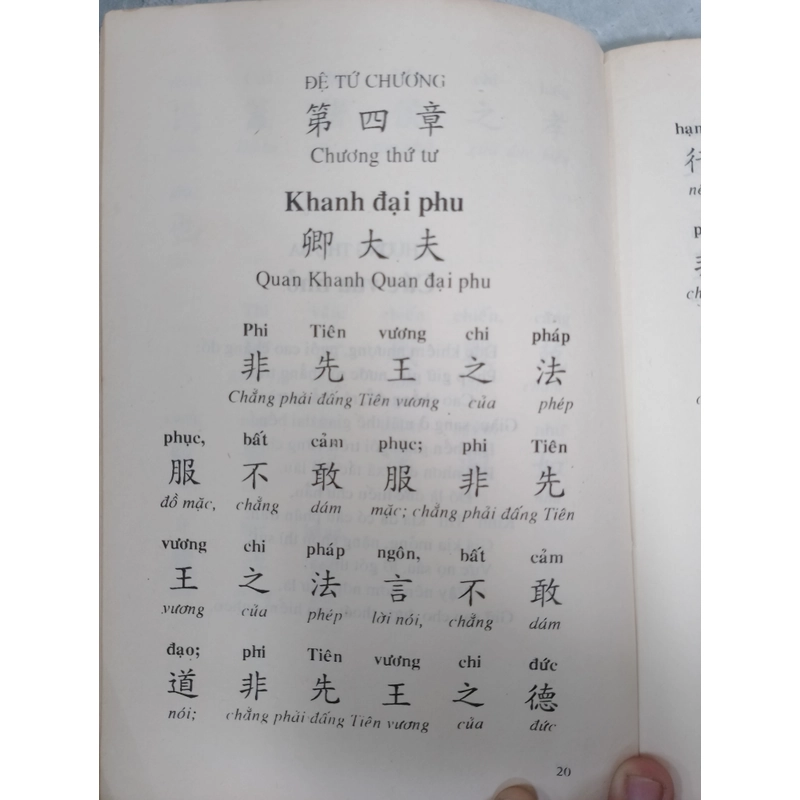 ĐỆ TỨ CHƯƠNG
第四章
Chương thứ tư
Khanh đại phu
卿大夫
Quan Khanh Quan đại phu
Phi Tiên vương chi pháp
非先王之法
Chẳng phải đấng Tiên vương của phép
phục, bất cảm phục; phi Tiên
服不敢服非先
đồ mặc, chẳng dám mặc; chẳng phải đấng Tiên
vương chi pháp ngôn, bất cảm
王之法言不敢
vương của phép lời nói, chẳng dám
đạo; phi Tiên vương chi đức
道非先王之德
nói; chẳng phải đấng Tiên vương của đức
20